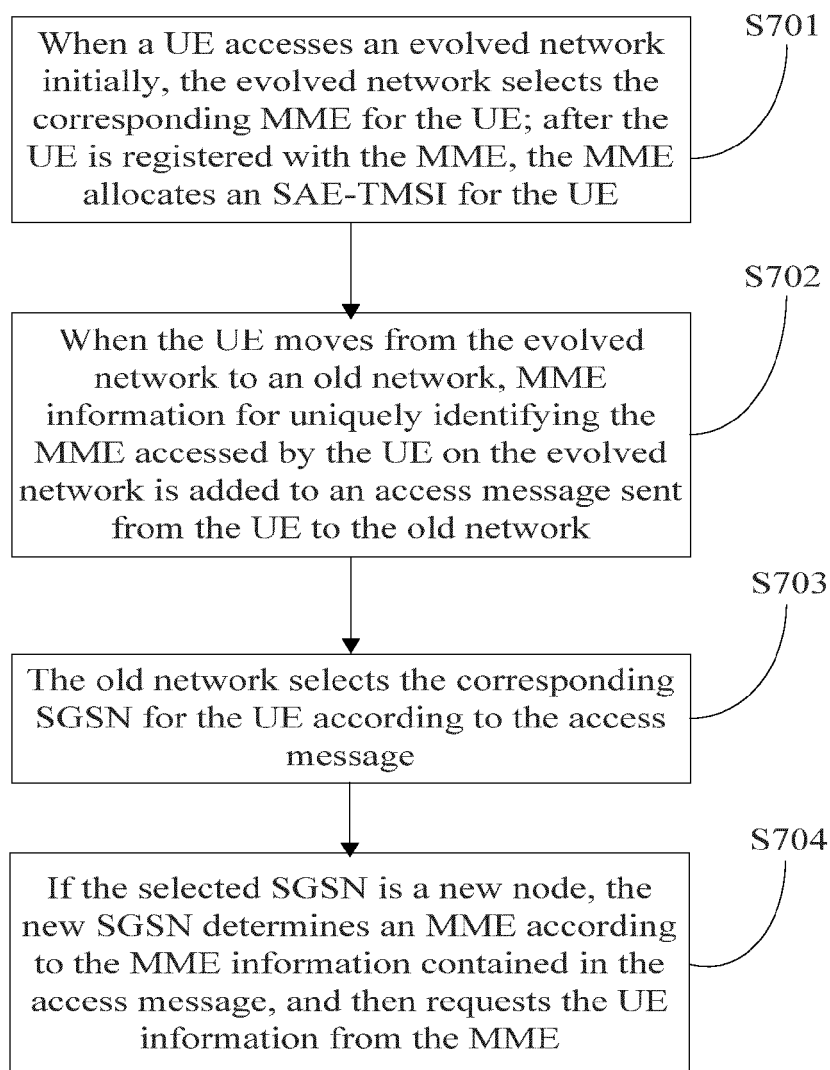 When a UE accesses an evolved network
initially, the evolved network selects the
corresponding MME for the UE; after the
UE is registered with the MME, the MME
allocates an SAE-TMSI for the UE
S701
When the UE moves from the evolved
network to an old network, MME
information for uniquely identifying the
MME accessed by the UE on the evolved
network is added to an access message sent
from the UE to the old network
S702
The old network selects the corresponding
SGSN for the UE according to the access
message
S703
If the selected SGSN is a new node, the
new SGSN determines an MME according
to the MME information contained in the
access message, and then requests the UE
information from the MME
S704